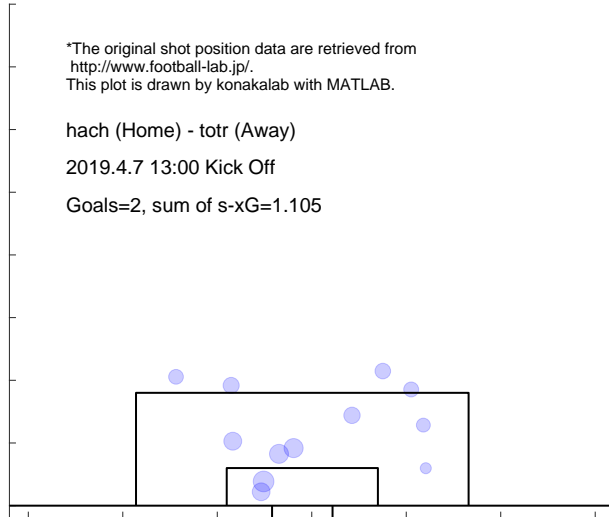 *The original shot position data are retrieved from
http://www.football-lab.jp/.
This plot is drawn by konakalab with MATLAB.
hach (Home) - totr (Away)
2019.4.7 13:00 Kick Off
Goals=2, sum of s-xG=1.105